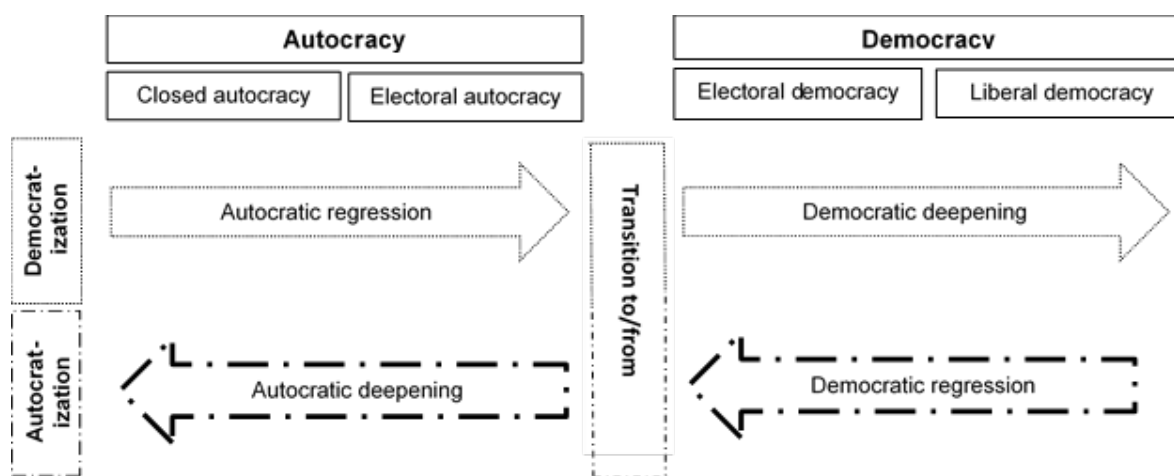 Autocracy
Democracv
Closed autocracy
Electoral autocracy
Electoral democracy
Liberal democracy
Democrat-
ization
Autocratic regression
Transition to/from
Democratic deepening
Autocrat-
ization
Autocratic deepening
Democratic regression